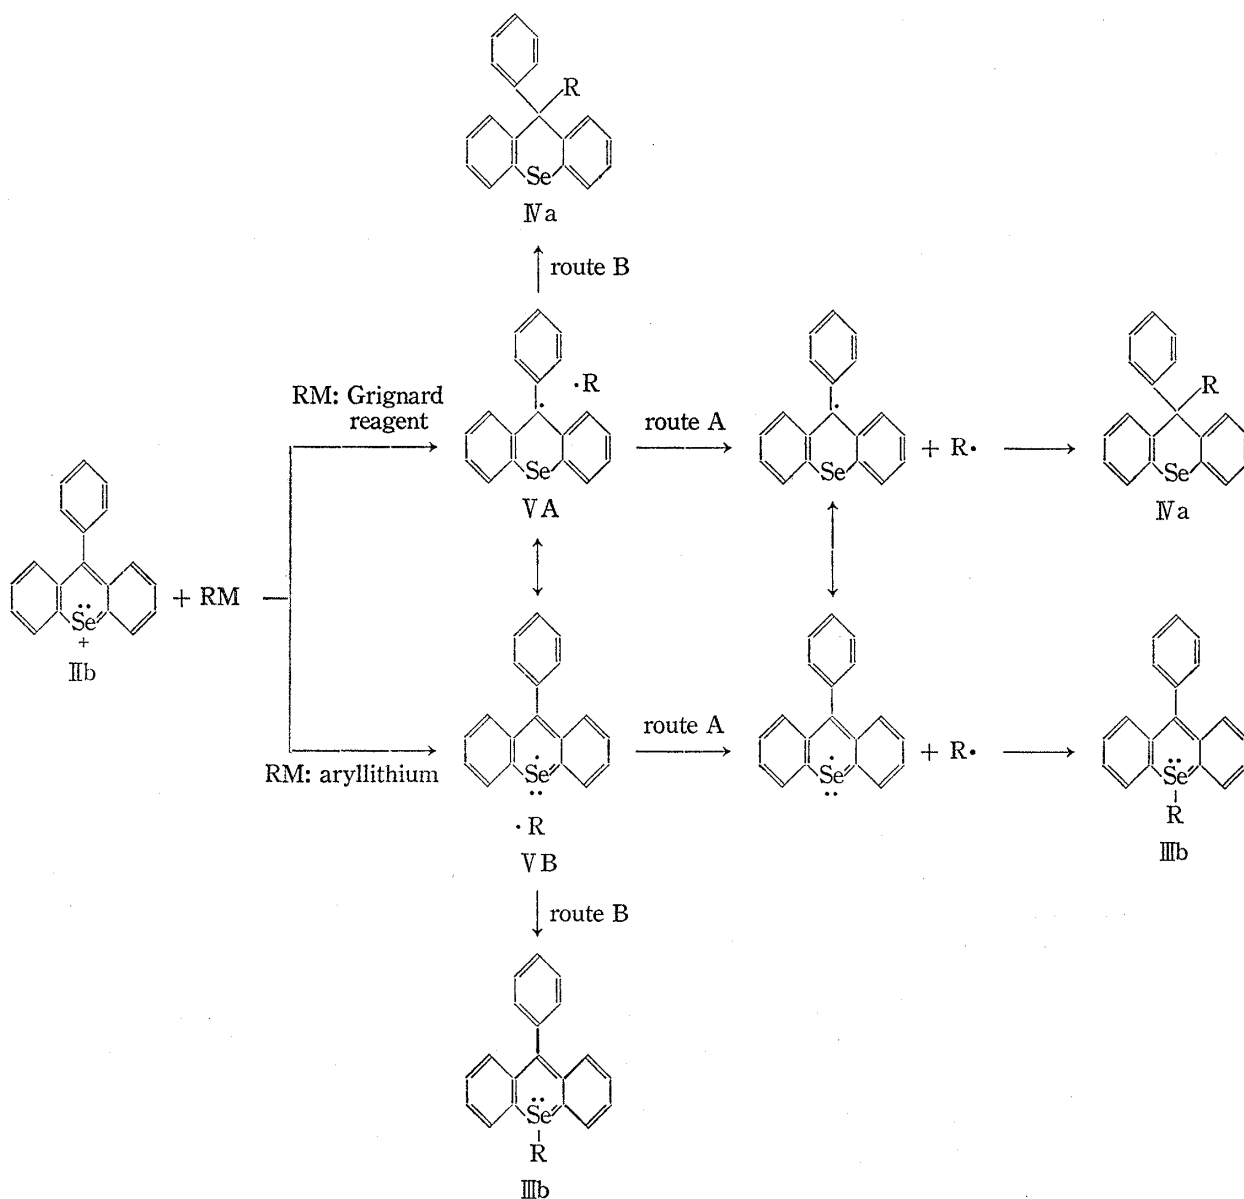 R
Se
Ⅳa
route B
RM: Grignard
reagent
·R
Se
ⅤA
route A
Se
+ R·
R
Se
Ⅳa
Se
+
Ⅱb
+ RM
RM: aryllithium
Se
·R
ⅤB
route A
Se
+ R·
Se
R
Ⅲb
route B
Se
R
Ⅲb